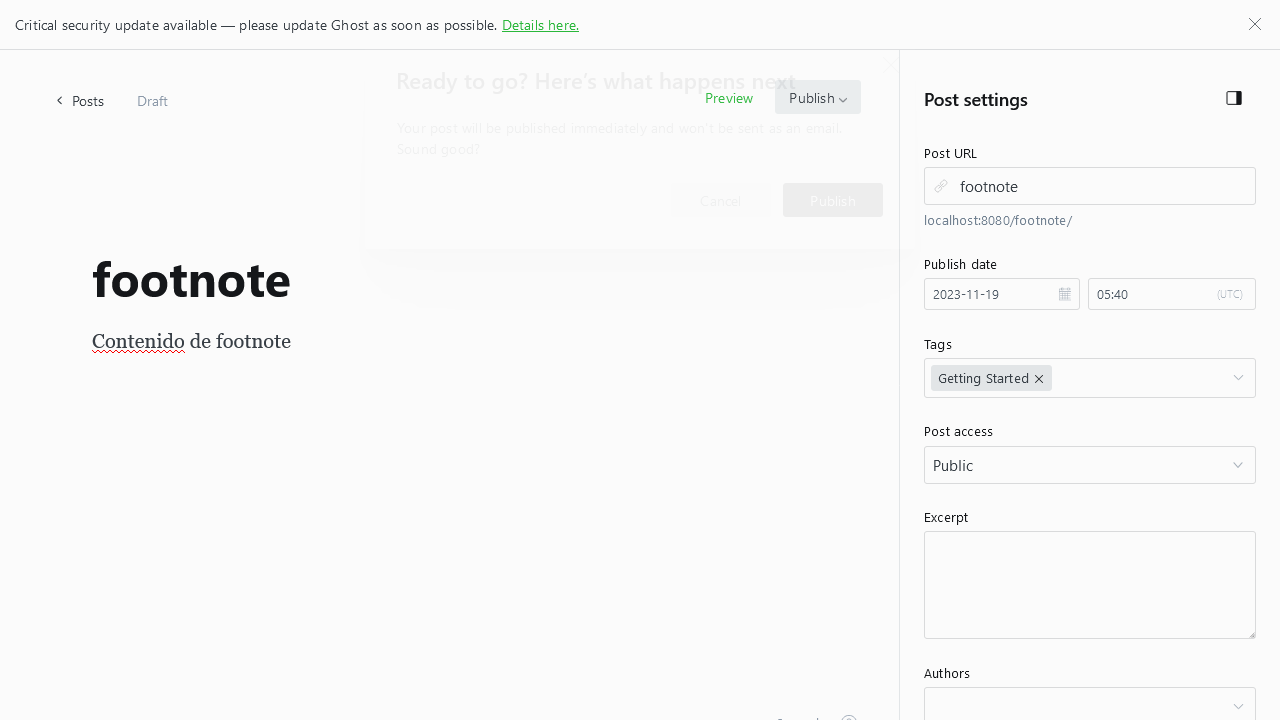 Critical security update available — please update Ghost as soon as possible. Details here.
Ready to go? Here's what happens next
Posts
Draft
Preview
Publish
Your post will be published immediately and won't be sent as an email.
Sound good?
Cancel
Publish
footnote
Contenido de footnote
Post settings
Post URL
footnote
localhost:8080/footnote/
Publish date
2023-11-19
05:40
(UTC)
Tags
Getting Started
Post access
Public
Excerpt
Authors